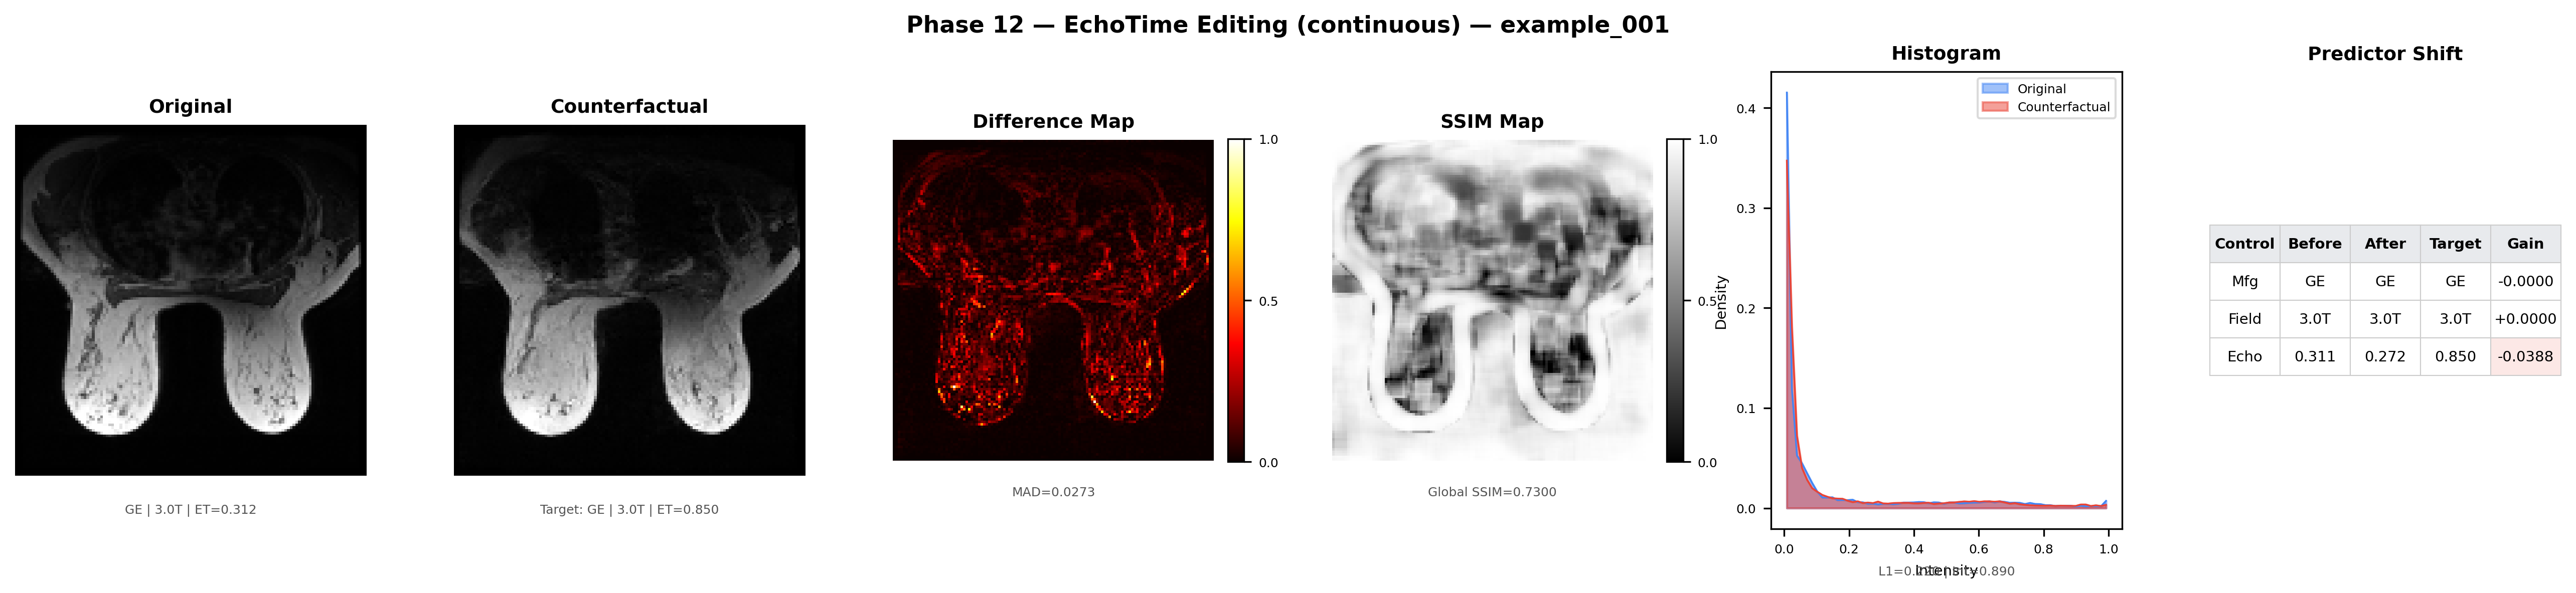 Phase 12 — EchoTime Editing (continuous) — example_001
Original
GE | 3.0T | ET=0.312
Counterfactual
Target: GE | 3.0T | ET=0.850
Difference Map
1.0
0.5
0.0
MAD=0.0273
SSIM Map
1.0
0.5
0.0
Global SSIM=0.7300
Histogram
Original
Counterfactual
Density
0.4
0.3
0.2
0.1
0.0
0.0 0.2 0.4 0.6 0.8 1.0
Intensity
Predictor Shift
Control Before After Target Gain
Mfg GE GE GE -0.0000
Field 3.0T 3.0T 3.0T +0.0000
Echo 0.311 0.272 0.850 -0.0388